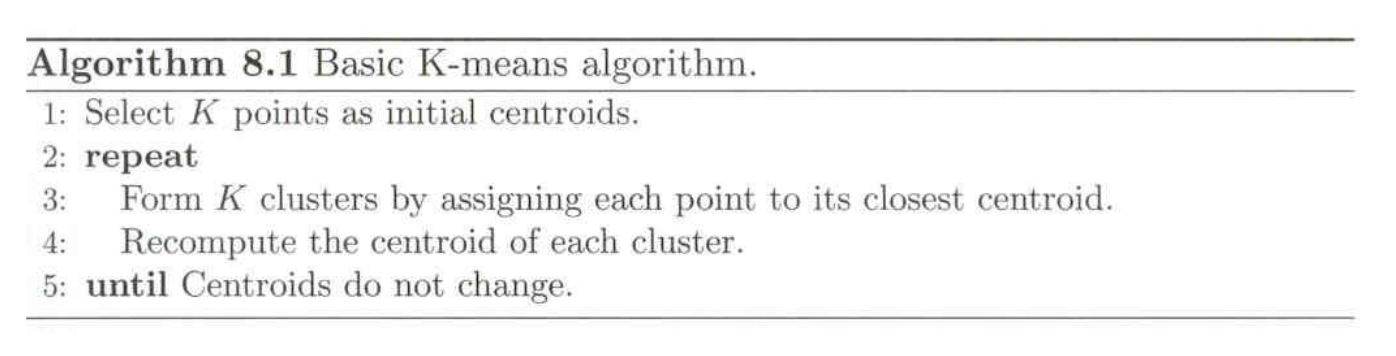 Algorithm 8.1 Basic K-means algorithm.
1: Select K points as initial centroids.
2: repeat
3: Form K clusters by assigning each point to its closest centroid.
4: Recompute the centroid of each cluster.
5: until Centroids do not change.